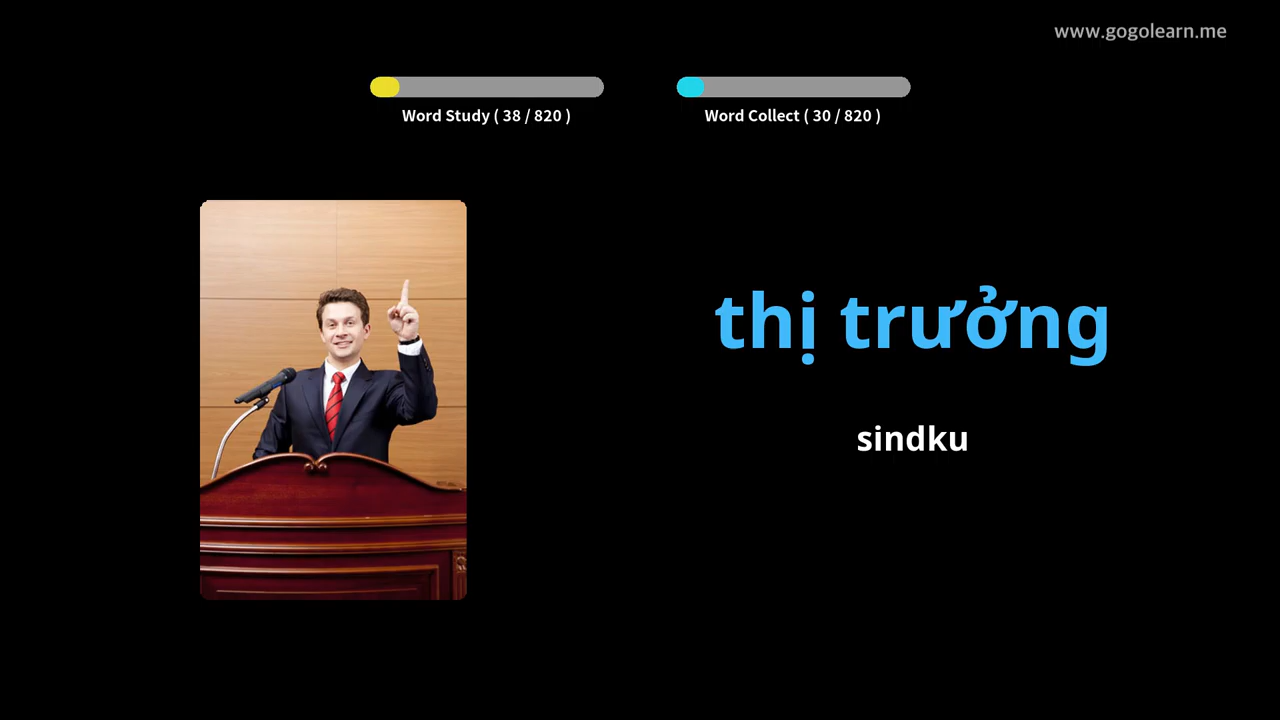 www.gogolearn.me
Word Study ( 38 / 820 )
Word Collect ( 30 / 820 )
thị trưởng
sindku